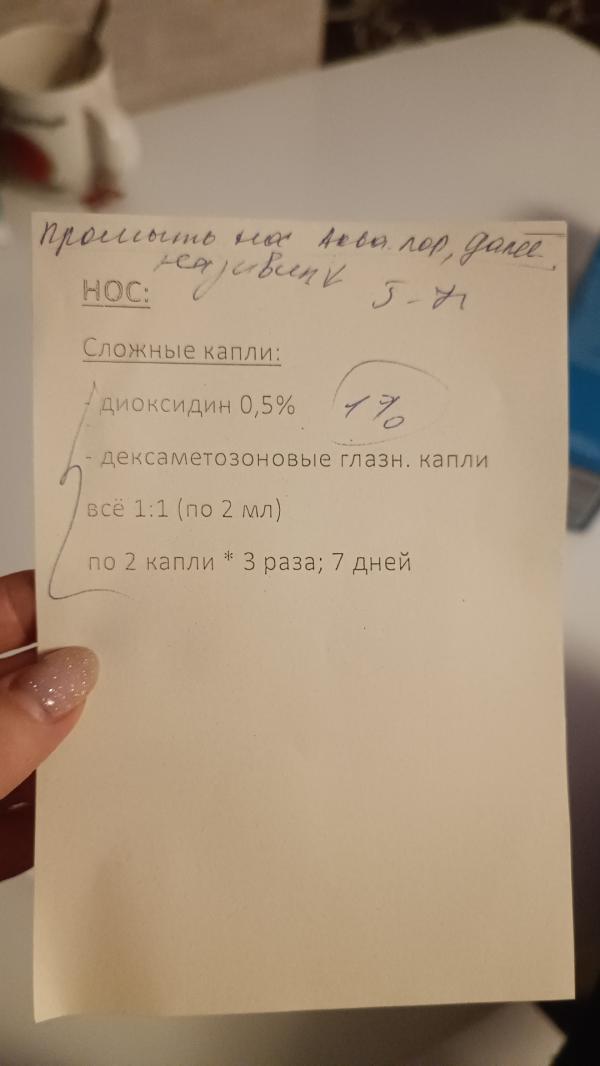 Промыть нос Аква лор, далее
називин
НОС:
5-7
Сложные капли:
- диоксидин 0,5% 1%
- дексаметозоновые глазн. капли
всё 1:1 (по 2 мл)
по 2 капли * 3 раза; 7 дней